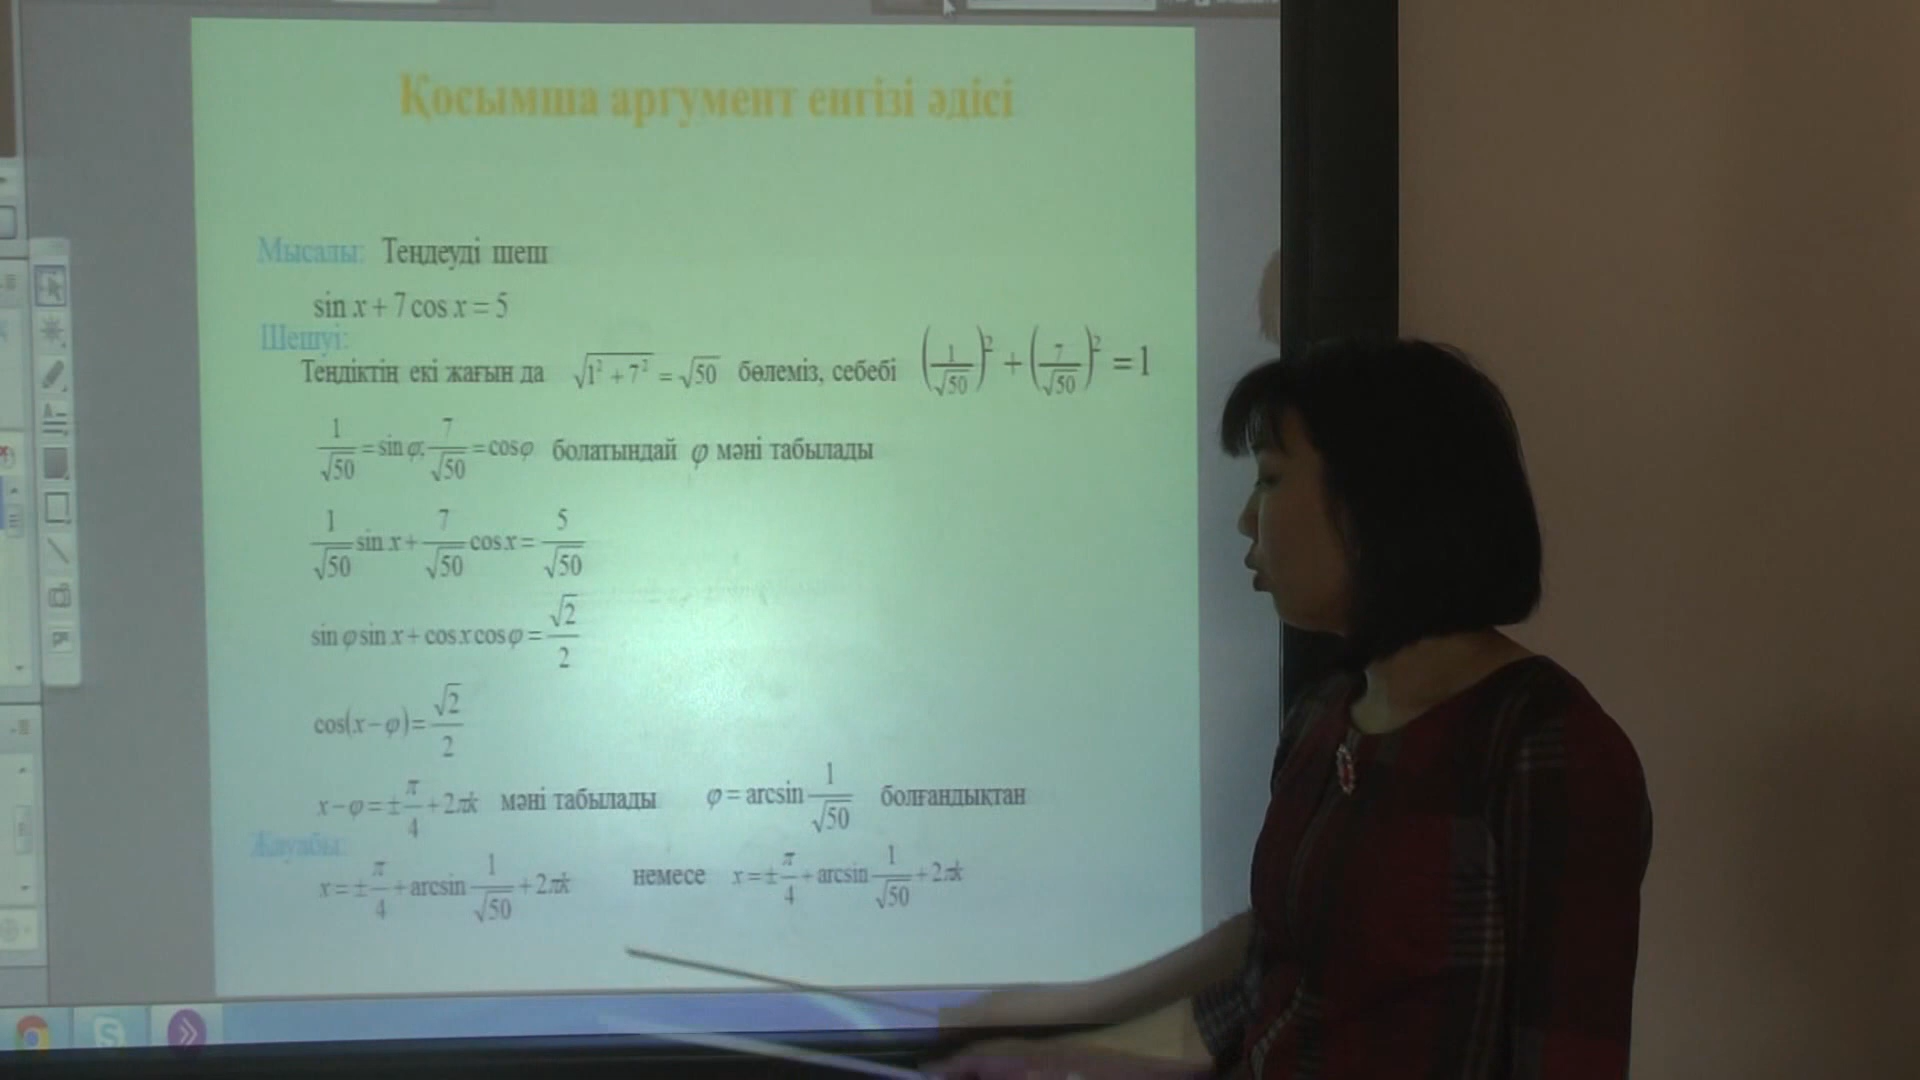 Қосымша аргумент енгізі әдісі
Мысалы: Теңдеуді шеш
sin x + 7 cos x = 5
Шешуі:
Теңдіктің екі жағын да √(1² + 7²) = √50 бөлеміз, себебі (1/√50)² + (7/√50)² = 1
1/√50 = sin φ; 7/√50 = cos φ болатындай φ мәні табылады
1/√50 sin x + 7/√50 cos x = 5/√50
sin φ sin x + cos x cos φ = √2/2
cos(x − φ) = √2/2
x − φ = ± π/4 + 2πk мәні табылады φ = arcsin 1/√50 болғандықтан
Жауабы:
x = ± π/4 + arcsin 1/√50 + 2πk немесе x = ± π/4 + arcsin 1/√50 + 2πk